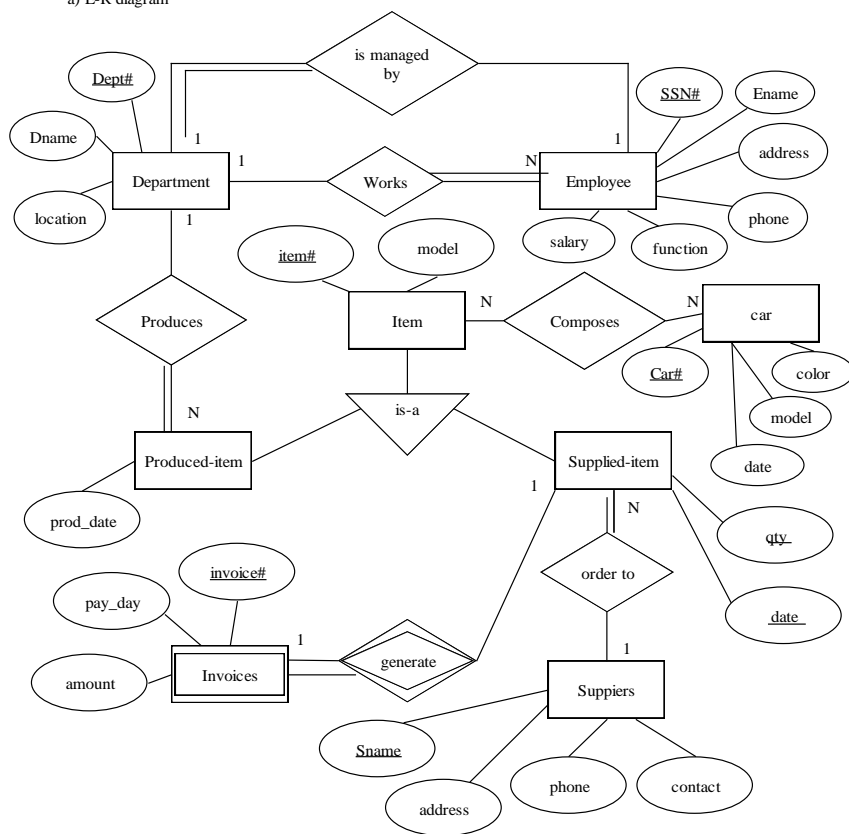 a) E-R diagram
is managed
by
Dept#
SSN#
Ename
Dname
1
1
address
1
N
Department
Works
Employee
location
1
phone
salary
function
item#
model
N
N
Produces
Item
Composes
car
Car#
color
is-a
model
N
Produced-item
Supplied-item
date
1
N
prod_date
qty
invoice#
order to
pay_day
date
1
1
generate
amount
Invoices
Suppiers
Sname
phone
contact
address